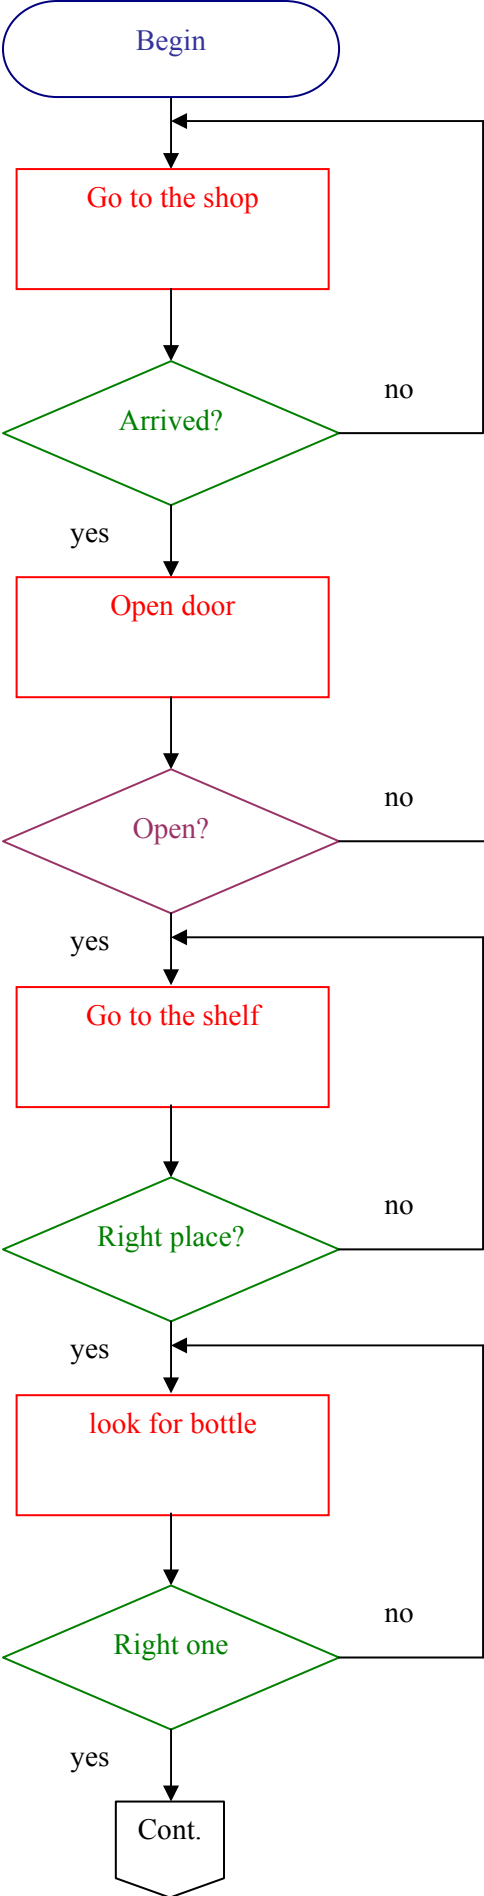 Begin
Go to the shop
no
Arrived?
yes
Open door
no
Open?
yes
Go to the shelf
no
Right place?
yes
look for bottle
no
Right one
yes
Cont.